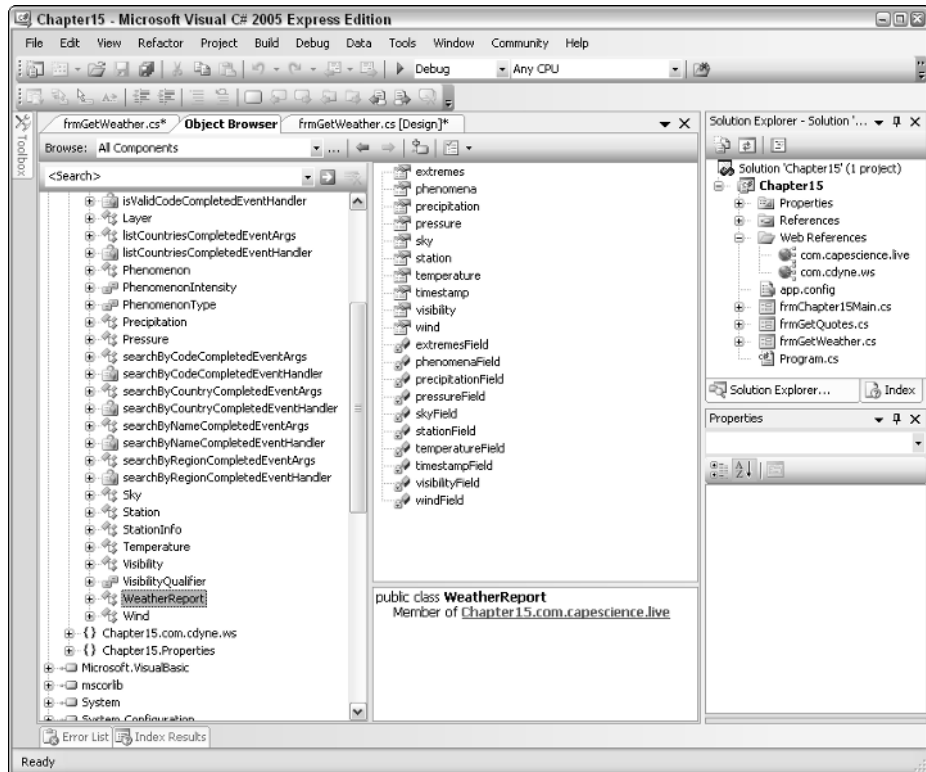 Chapter15 - Microsoft Visual C# 2005 Express Edition
File Edit View Refactor Project Build Debug Data Tools Window Community Help
Debug Any CPU
Toolbox
frmGetWeather.cs* Object Browser frmGetWeather.cs [Design]*
Browse: All Components ...
<Search>
isValidCodeCompletedEventHandler
Layer
listCountriesCompletedEventArgs
listCountriesCompletedEventHandler
Phenomenon
PhenomenonIntensity
PhenomenonType
Precipitation
Pressure
searchByCodeCompletedEventArgs
searchByCodeCompletedEventHandler
searchByCountryCompletedEventArgs
searchByCountryCompletedEventHandler
searchByNameCompletedEventArgs
searchByNameCompletedEventHandler
searchByRegionCompletedEventArgs
searchByRegionCompletedEventHandler
Sky
Station
StationInfo
Temperature
Visibility
VisibilityQualifier
WeatherReport
Wind
{} Chapter15.com.cdyne.ws
{} Chapter15.Properties
Microsoft.VisualBasic
mscorlib
System
System.Configuration
extremes
phenomena
precipitation
pressure
sky
station
temperature
timestamp
visibility
wind
extremesField
phenomenaField
precipitationField
pressureField
skyField
stationField
temperatureField
timestampField
visibilityField
windField
public class WeatherReport
Member of Chapter15.com.capescience.live
Solution Explorer - Solution '...
Solution 'Chapter15' (1 project)
Chapter15
Properties
References
Web References
com.capescience.live
com.cdyne.ws
app.config
frmChapter15Main.cs
frmGetQuotes.cs
frmGetWeather.cs
Program.cs
Solution Explorer... Index
Properties
Error List Index Results
Ready